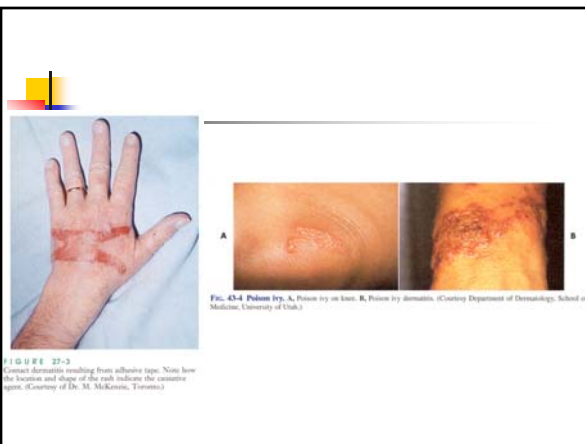 A
B
FIGURE 27-3
Contact dermatitis resulting from adhesive tape. Note how
the location and shape of the rash indicate the causative
agent. (Courtesy of Dr. M. McKenzie, Toronto.)
FIG. 43-4 Poison ivy. A, Poison ivy on knee. B, Poison ivy dermatitis. (Courtesy Department of Dermatology, School o
Medicine, University of Utah.)